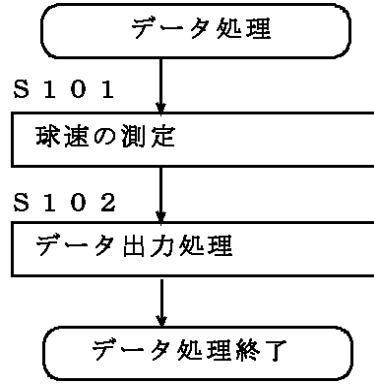 データ処理
S101
球速の測定
S102
データ出力処理
データ処理終了